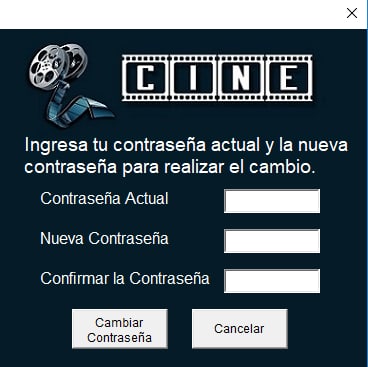 CINE
Ingresa tu contraseña actual y la nueva
contraseña para realizar el cambio.
Contraseña Actual
Nueva Contraseña
Confirmar la Contraseña
Cambiar
Contraseña
Cancelar